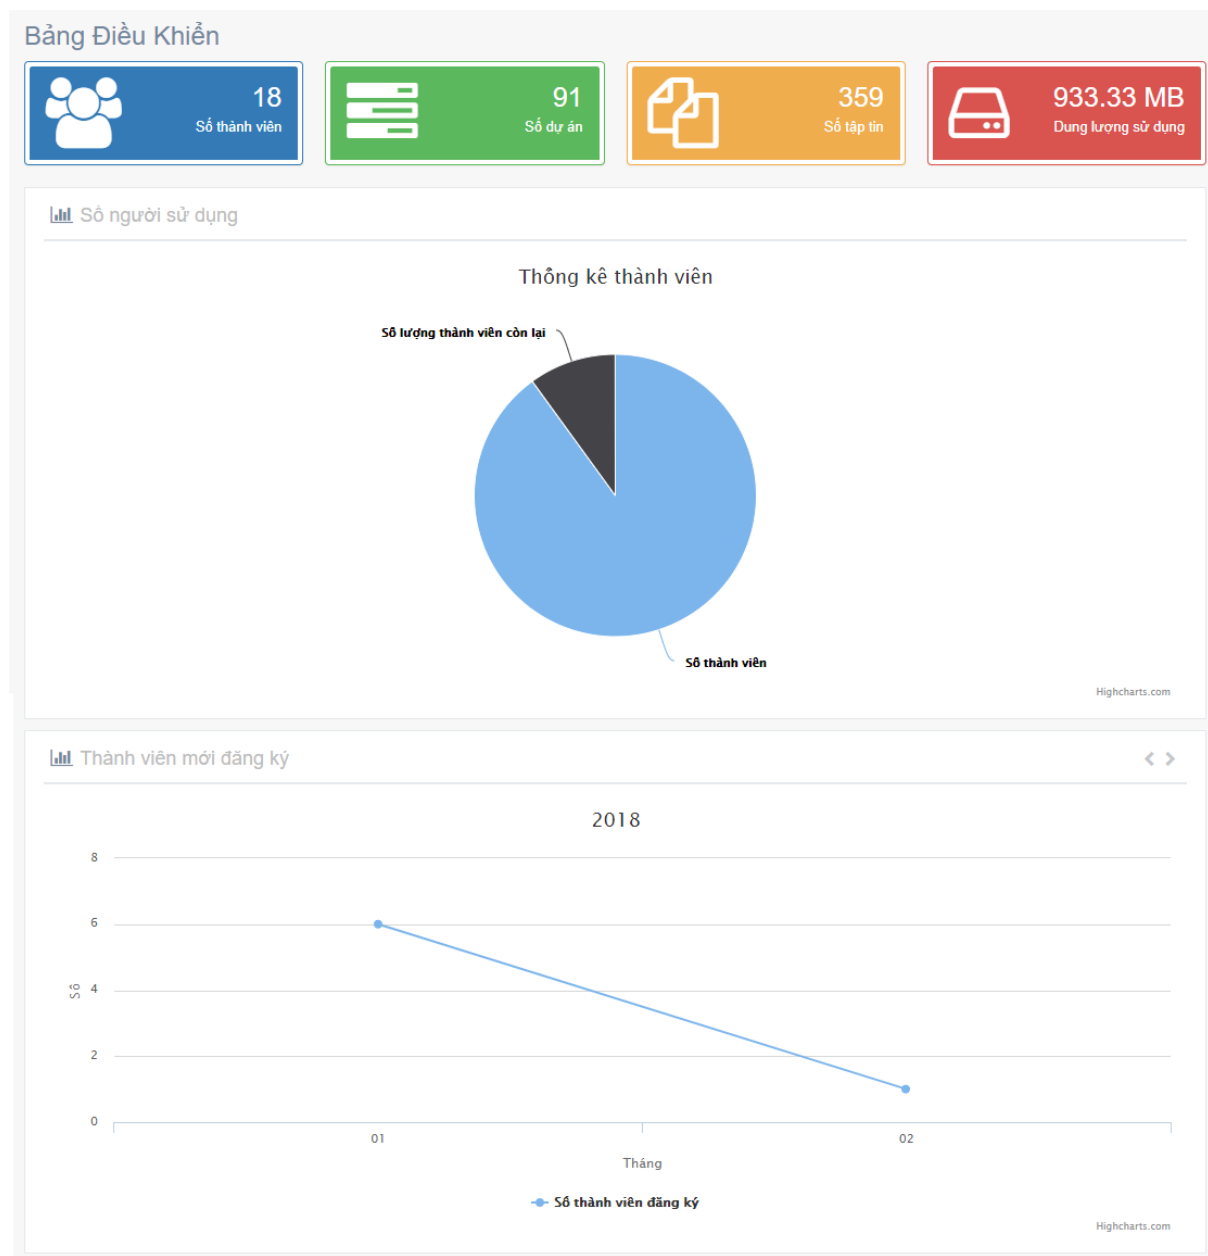 Bảng Điều Khiển
18
Số thành viên
91
Số dự án
359
Số tập tin
933.33 MB
Dung lượng sử dụng
Số người sử dụng
Thống kê thành viên
Số lượng thành viên còn lại
Số thành viên
Highcharts.com
Thành viên mới đăng ký
2018
8
6
4
2
0
Số
01
02
Tháng
Số thành viên đăng ký
Highcharts.com